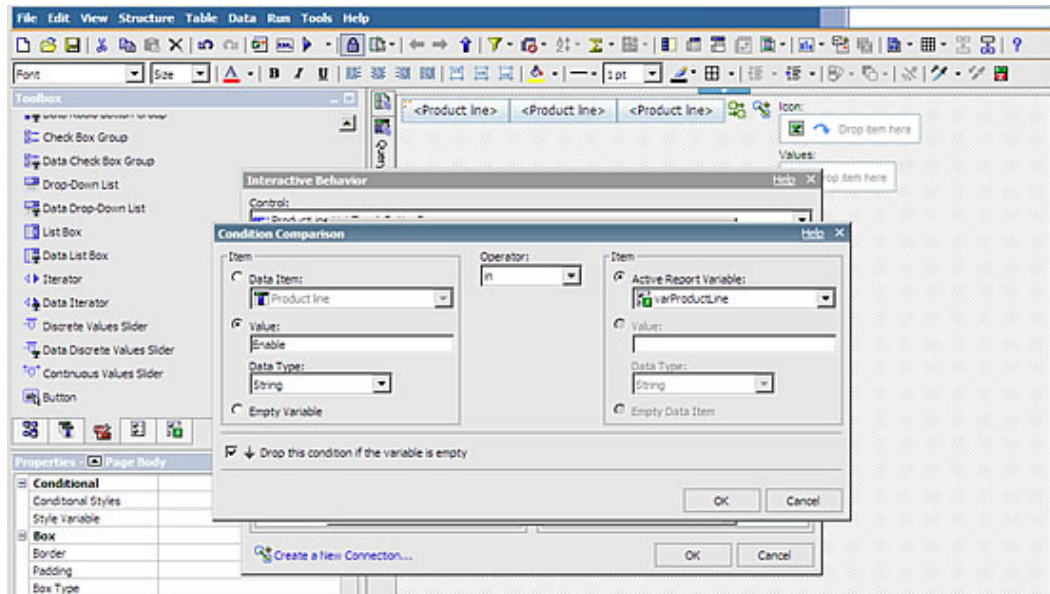 File Edit View Structure Table Data Run Tools Help
Font Size B I U 1 pt
Toolbox
Check Box Group
Data Check Box Group
Drop-Down List
Data Drop-Down List
List Box
Data List Box
Iterator
Data Iterator
Discrete Values Slider
Data Discrete Values Slider
Continuous Values Slider
Button
<Product line> <Product line> <Product line>
Icon:
Drop item here
Values:
rop item here
Interactive Behavior Help
Control:
Condition Comparison Help
Item
Data Item:
Product line
Value:
Enable
Data Type:
String
Empty Variable
Operator:
in
Item
Active Report Variable:
varProductLine
Value:
Data Type:
String
Empty Data Item
Drop this condition if the variable is empty
OK Cancel
Create a New Connection...
OK Cancel
Properties - Page Body
Conditional
Conditional Styles
Style Variable
Box
Border
Padding
Box Type